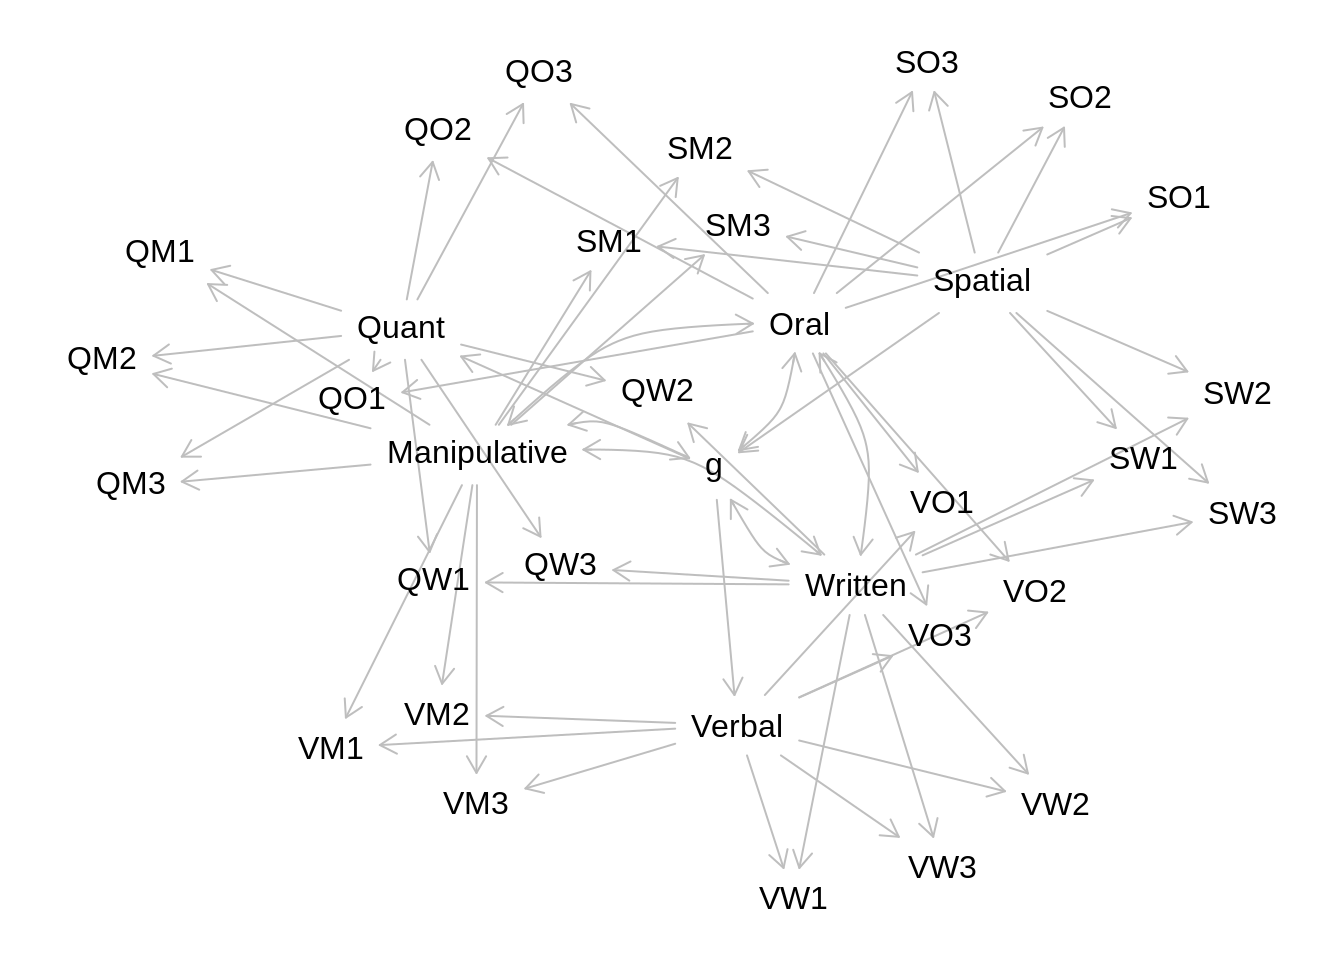 SO3
QO3
SO2
QO2
SM2
SO1
SM3
SM1
QM1
Spatial
Oral
Quant
QM2
QW2
SW2
QO1
Manipulative
SW1
g
QM3
VO1
SW3
QW3
QW1
Written
VO2
VO3
VM2
Verbal
VM1
VM3
VW2
VW3
VW1